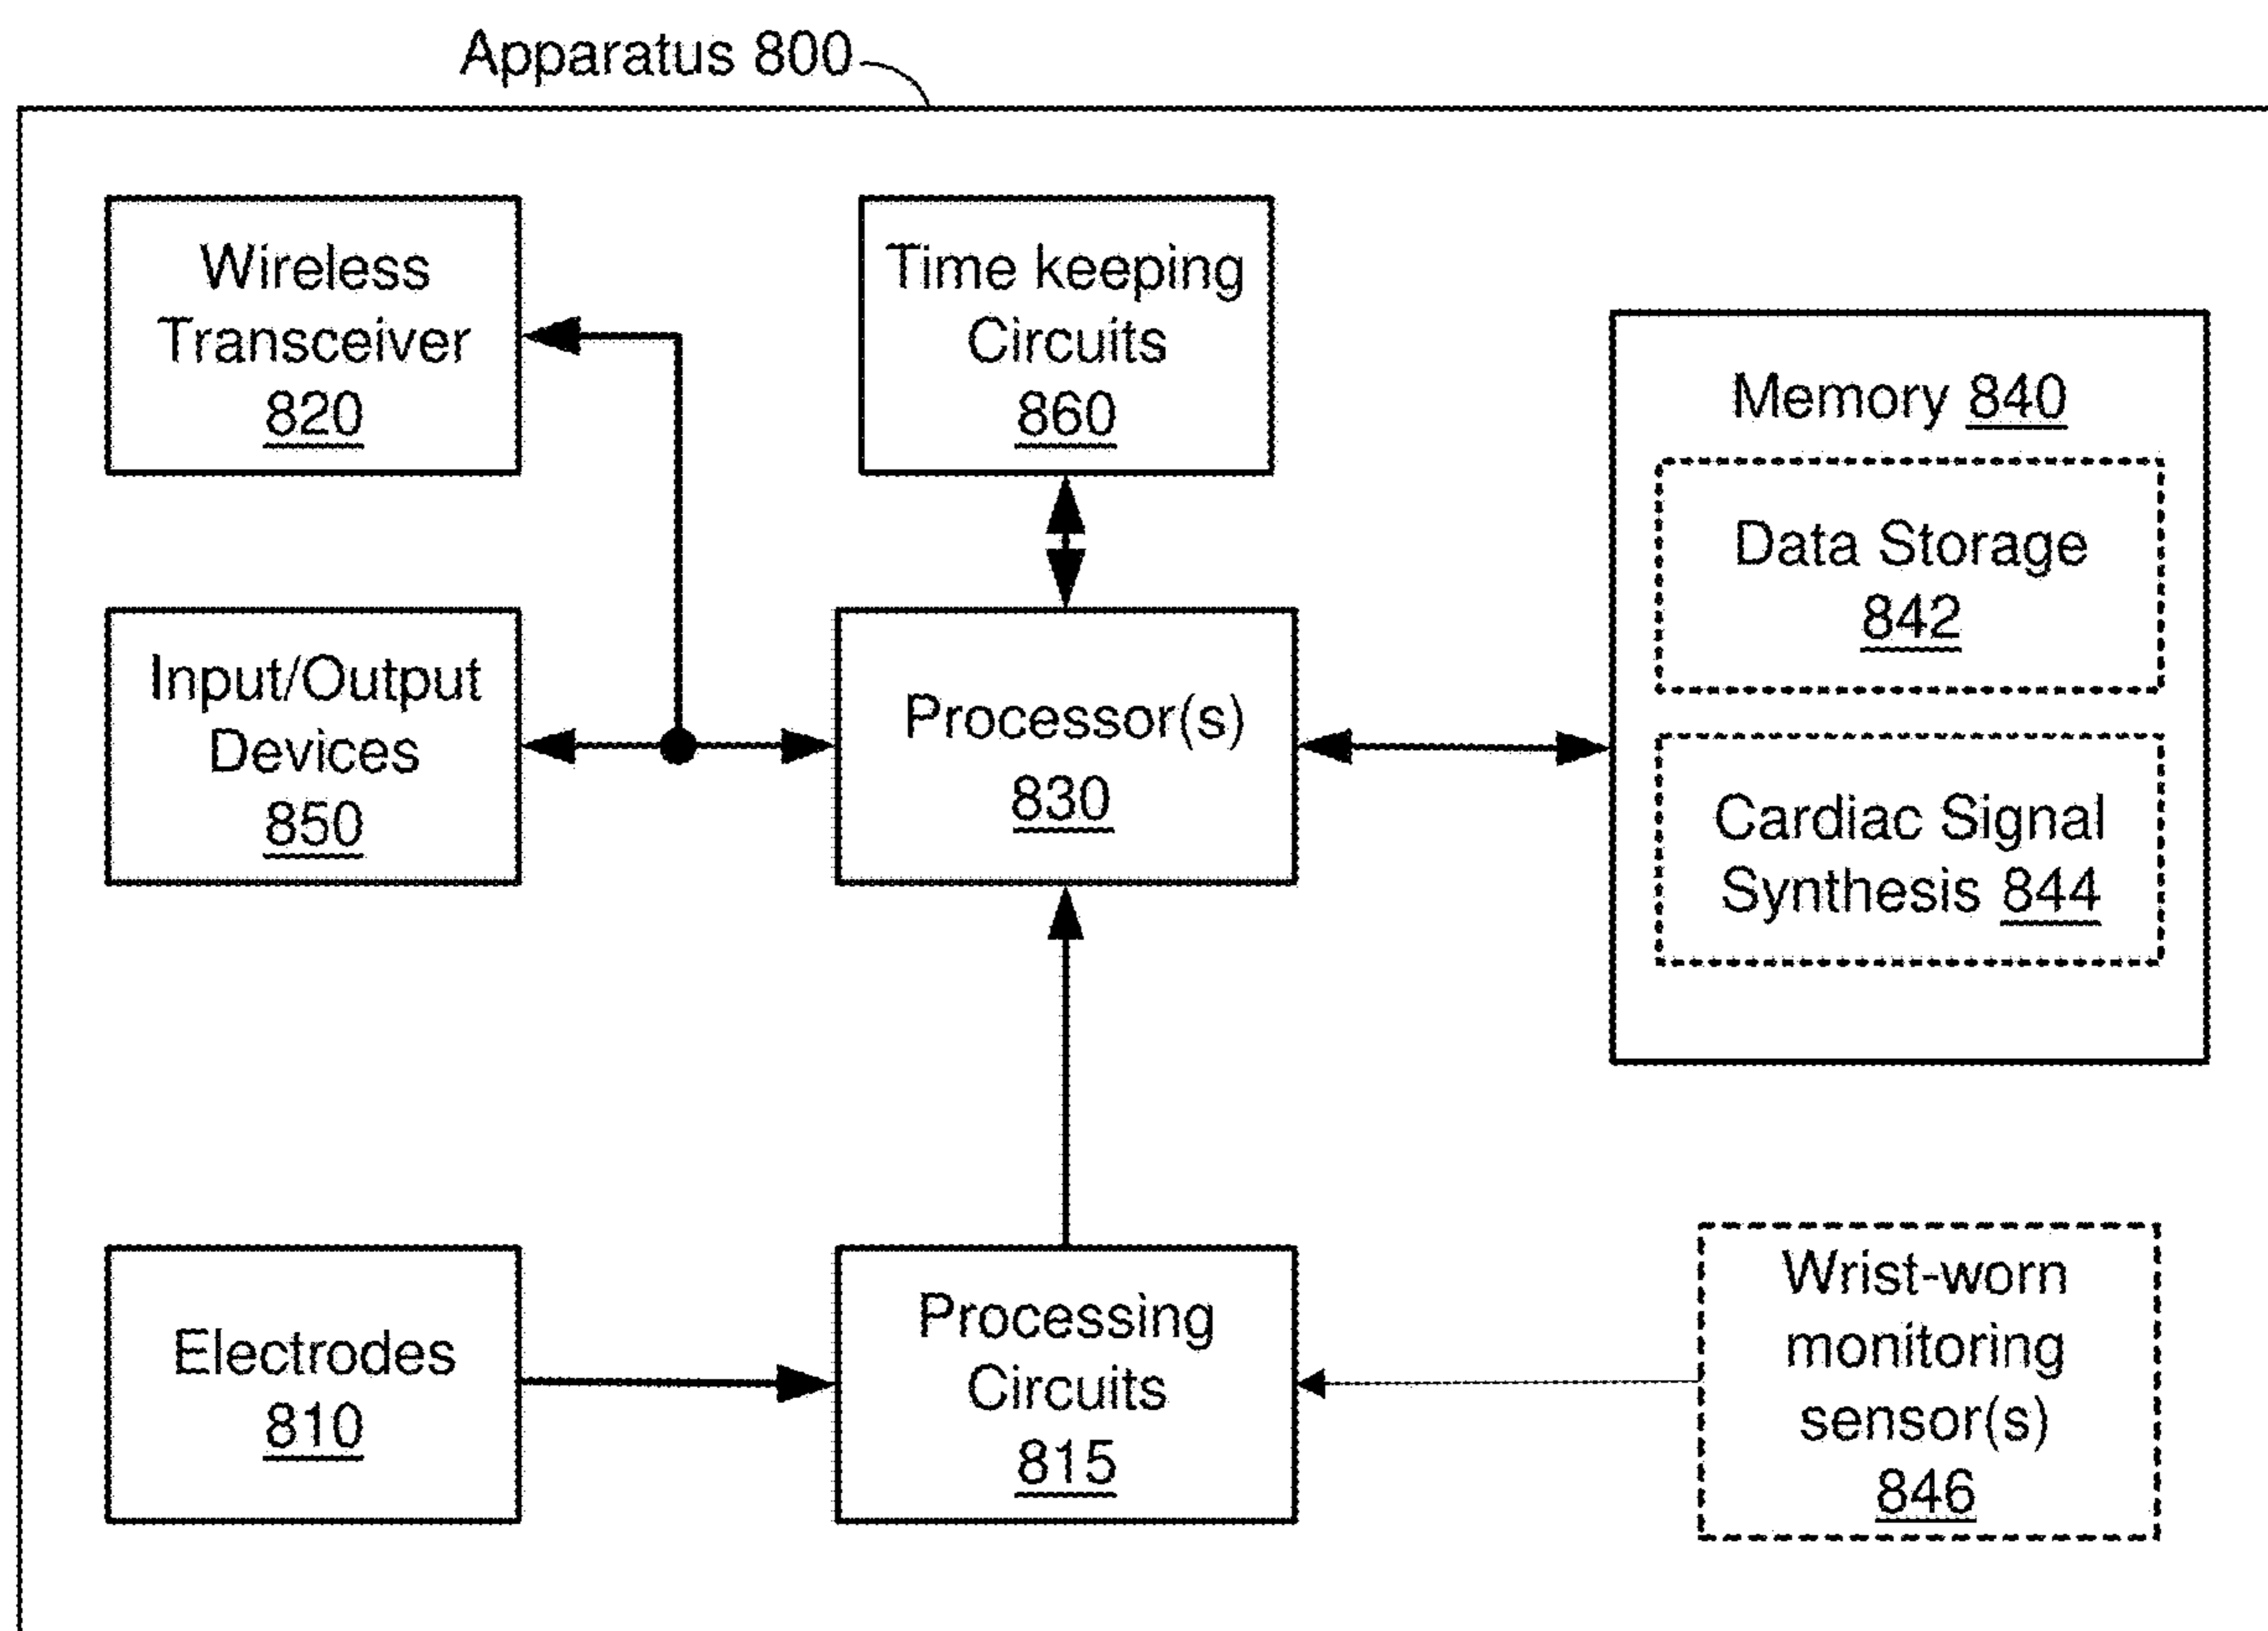 Apparatus 800
Wireless
Transceiver
820
Time keeping
Circuits
860
Memory 840
Data Storage
842
Cardiac Signal
Synthesis 844
Input/Output
Devices
850
Processor(s)
830
Electrodes
810
Processing
Circuits
815
Wrist-worn
monitoring
sensor(s)
846